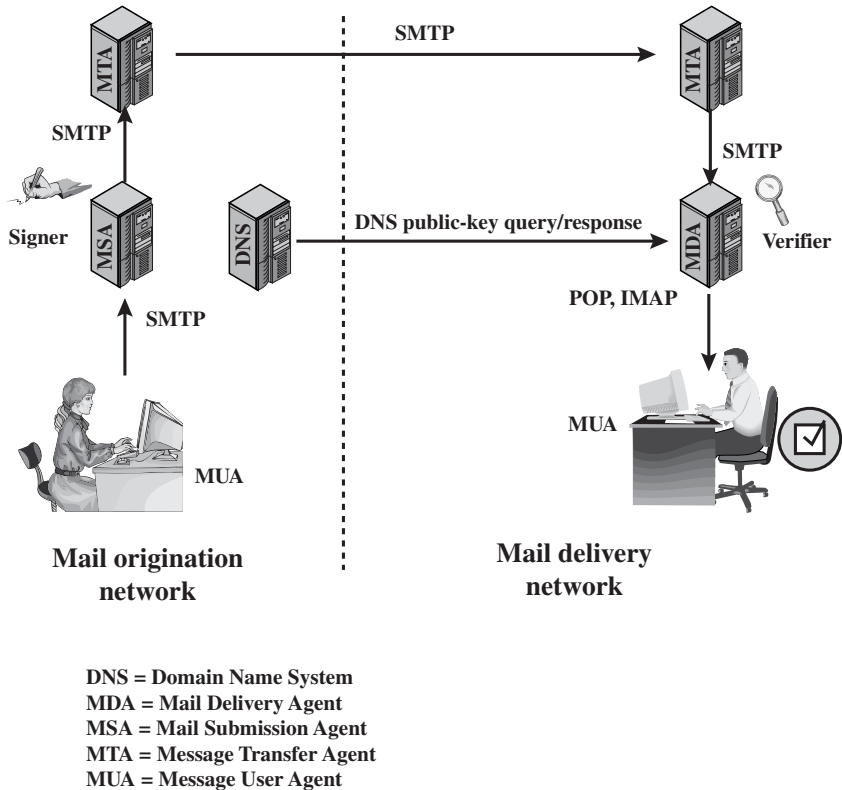 SMTP
MTA
MTA
SMTP
SMTP
Signer
MSA
DNS
DNS public-key query/response
MDA
Verifier
SMTP
POP, IMAP
MUA
MUA
Mail origination
network
Mail delivery
network
DNS = Domain Name System
MDA = Mail Delivery Agent
MSA = Mail Submission Agent
MTA = Message Transfer Agent
MUA = Message User Agent